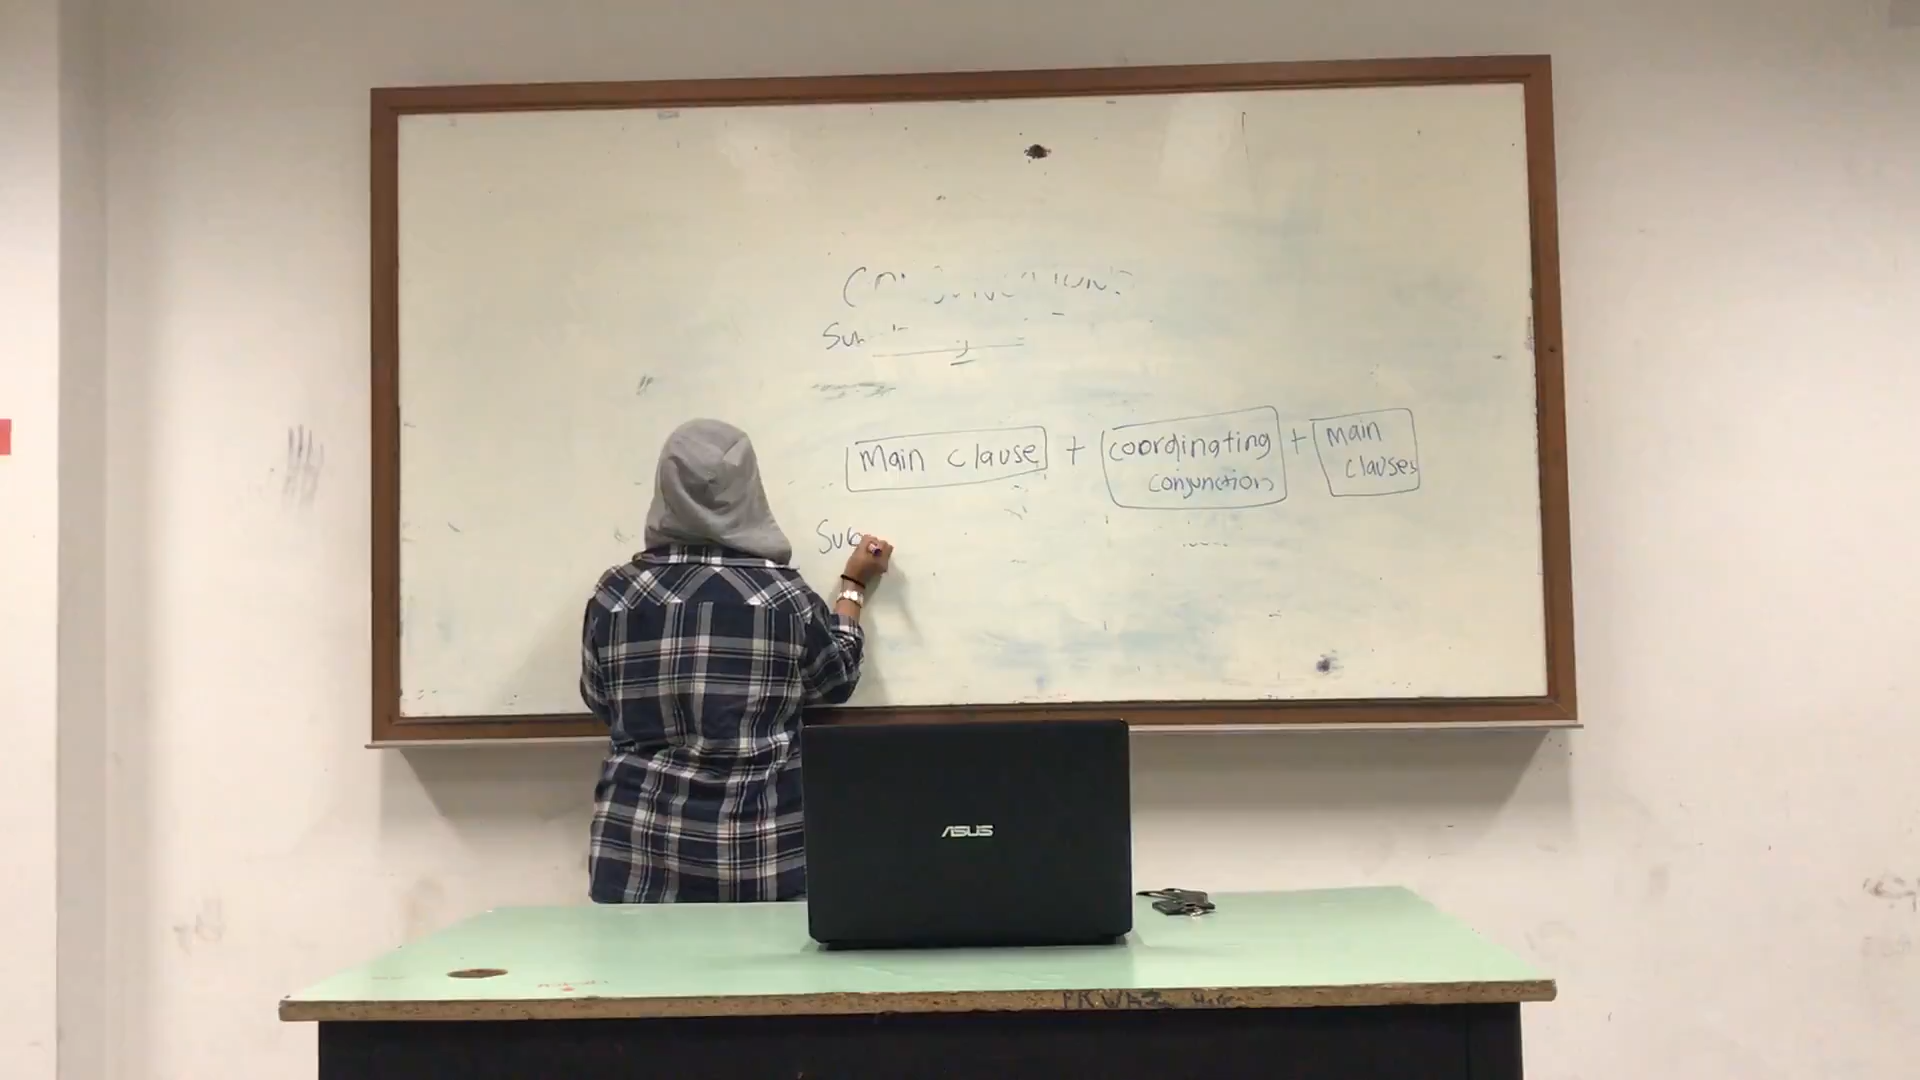 Main clause + coordinating conjunction + Main clauses
Sub
ASUS